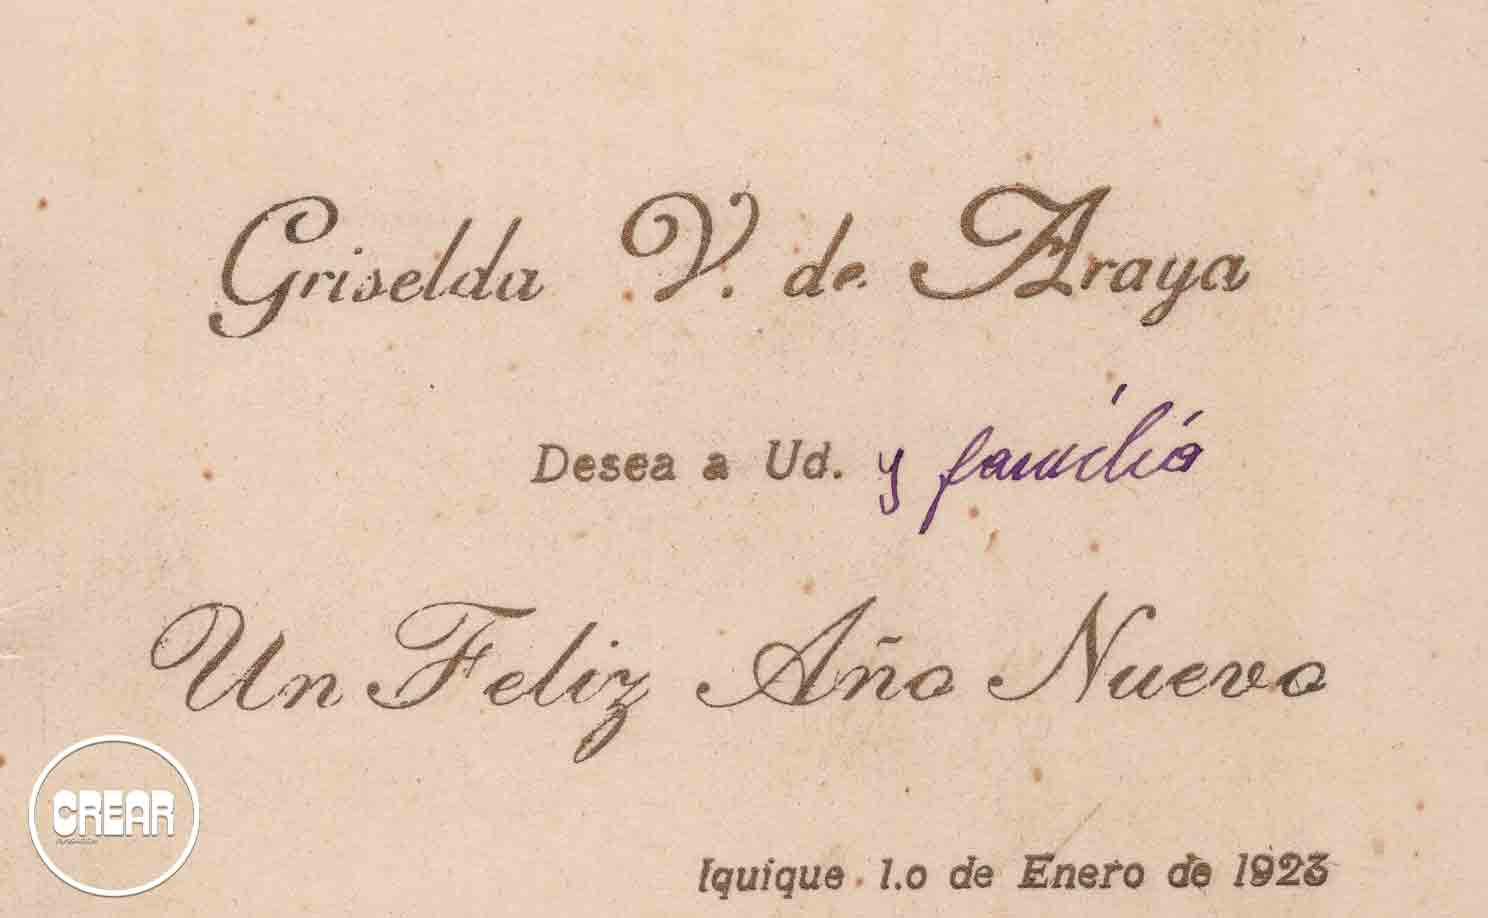 Griselda V. de Araya
Desea a Ud. y familia
Un Feliz Año Nuevo
Iquique 1.o de Enero de 1923
CREAR